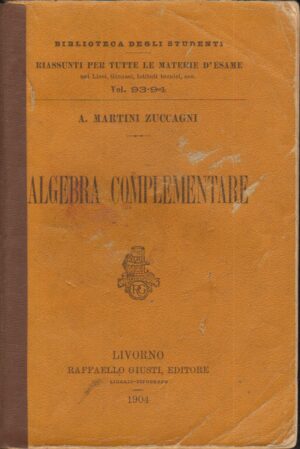 BIBLIOTECA DEGLI STUDENTI
RIASSUNTI PER TUTTE LE MATERIE D'ESAME
nei Licei, Ginnasi, Istituti tecnici, ecc.
Vol. 93-94
A. MARTINI ZUCCAGNI
ALGEBRA COMPLEMENTARE
LIVORNO
RAFFAELLO GIUSTI, EDITORE
LIBRAIO-TIPOGRAFO
1904